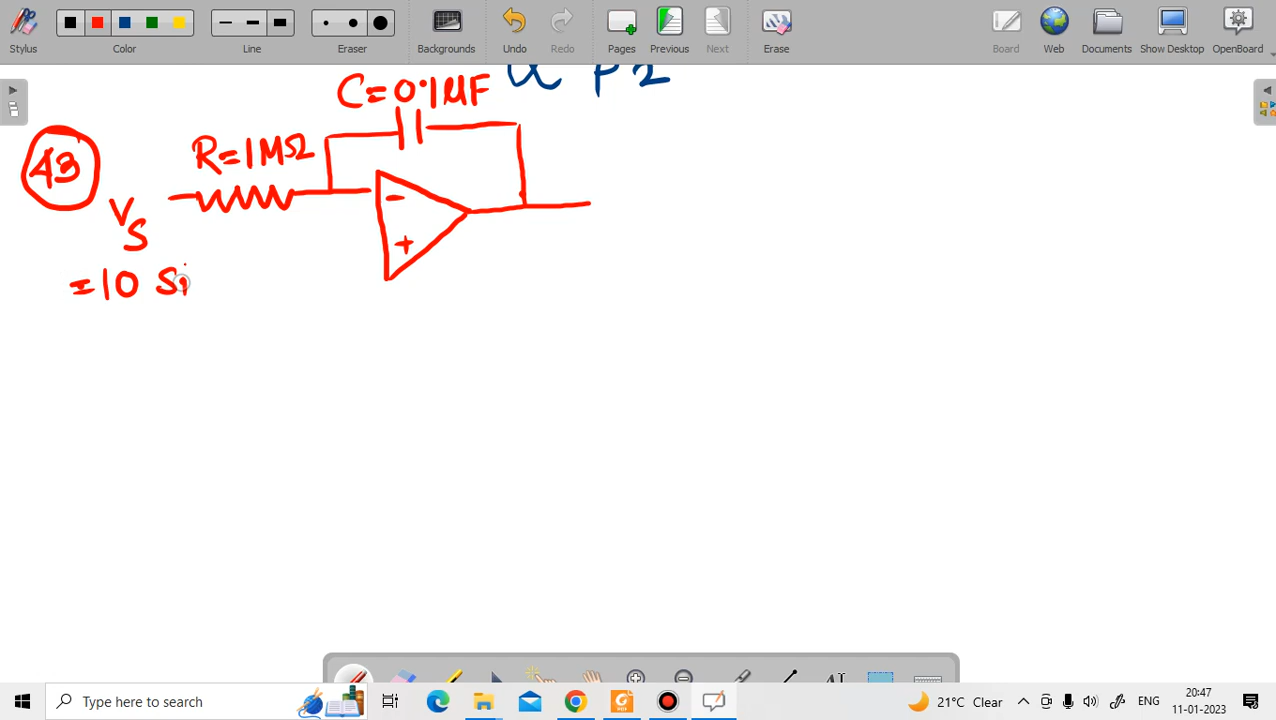 Stylus
Color
Line
Eraser
Backgrounds
Undo
Redo
Pages
Previous
Next
Erase
Board
Web
Documents
Show Desktop
OpenBoard
C=0.1MF
43
R=1MΩ
VS
=10 Si
-
+
Type here to search
21°C Clear
ENG
20:47
11-01-2023